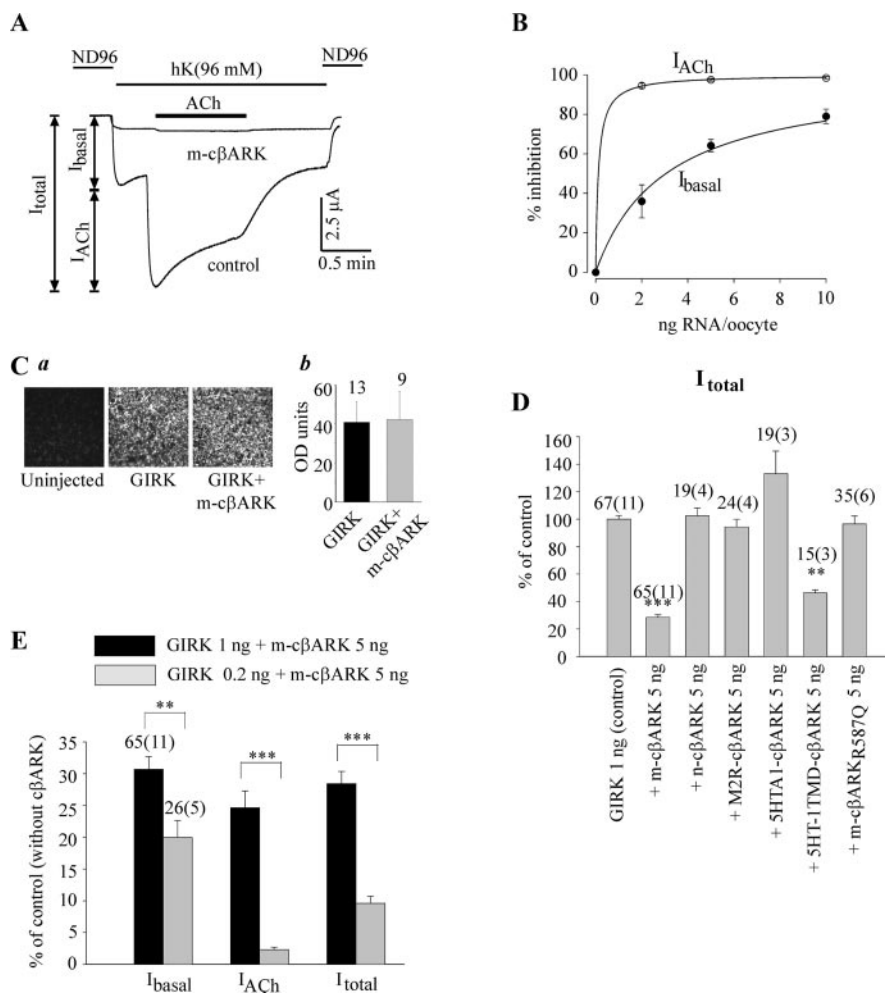 A
ND96
ND96
hK(96 mM)
ACh
m-cβARK
control
Itotal
Ibasal
IACh
2.5 µA
0.5 min
B
IACh
Ibasal
% inhibition
100
80
60
40
20
0
0 2 4 6 8 10
ng RNA/oocyte
C
a
Uninjected
GIRK
GIRK+
m-cβARK
b
13
9
OD units
60
40
20
0
GIRK
GIRK+
m-cβARK
Itotal
D
% of control
160
140
120
100
80
60
40
20
0
67(11)
65(11)
***
19(4)
24(4)
19(3)
15(3)
**
35(6)
GIRK 1 ng (control)
+ m-cβARK 5 ng
+ n-cβARK 5 ng
+ M2R-cβARK 5 ng
+ 5HTA1-cβARK 5 ng
+ 5HT-1TMD-cβARK 5 ng
+ m-cβARKR587Q 5 ng
E
GIRK 1 ng + m-cβARK 5 ng
GIRK 0.2 ng + m-cβARK 5 ng
% of control (without cβARK)
35
30
25
20
15
10
5
0
**
65(11)
26(5)
***
***
Ibasal
IACh
Itotal